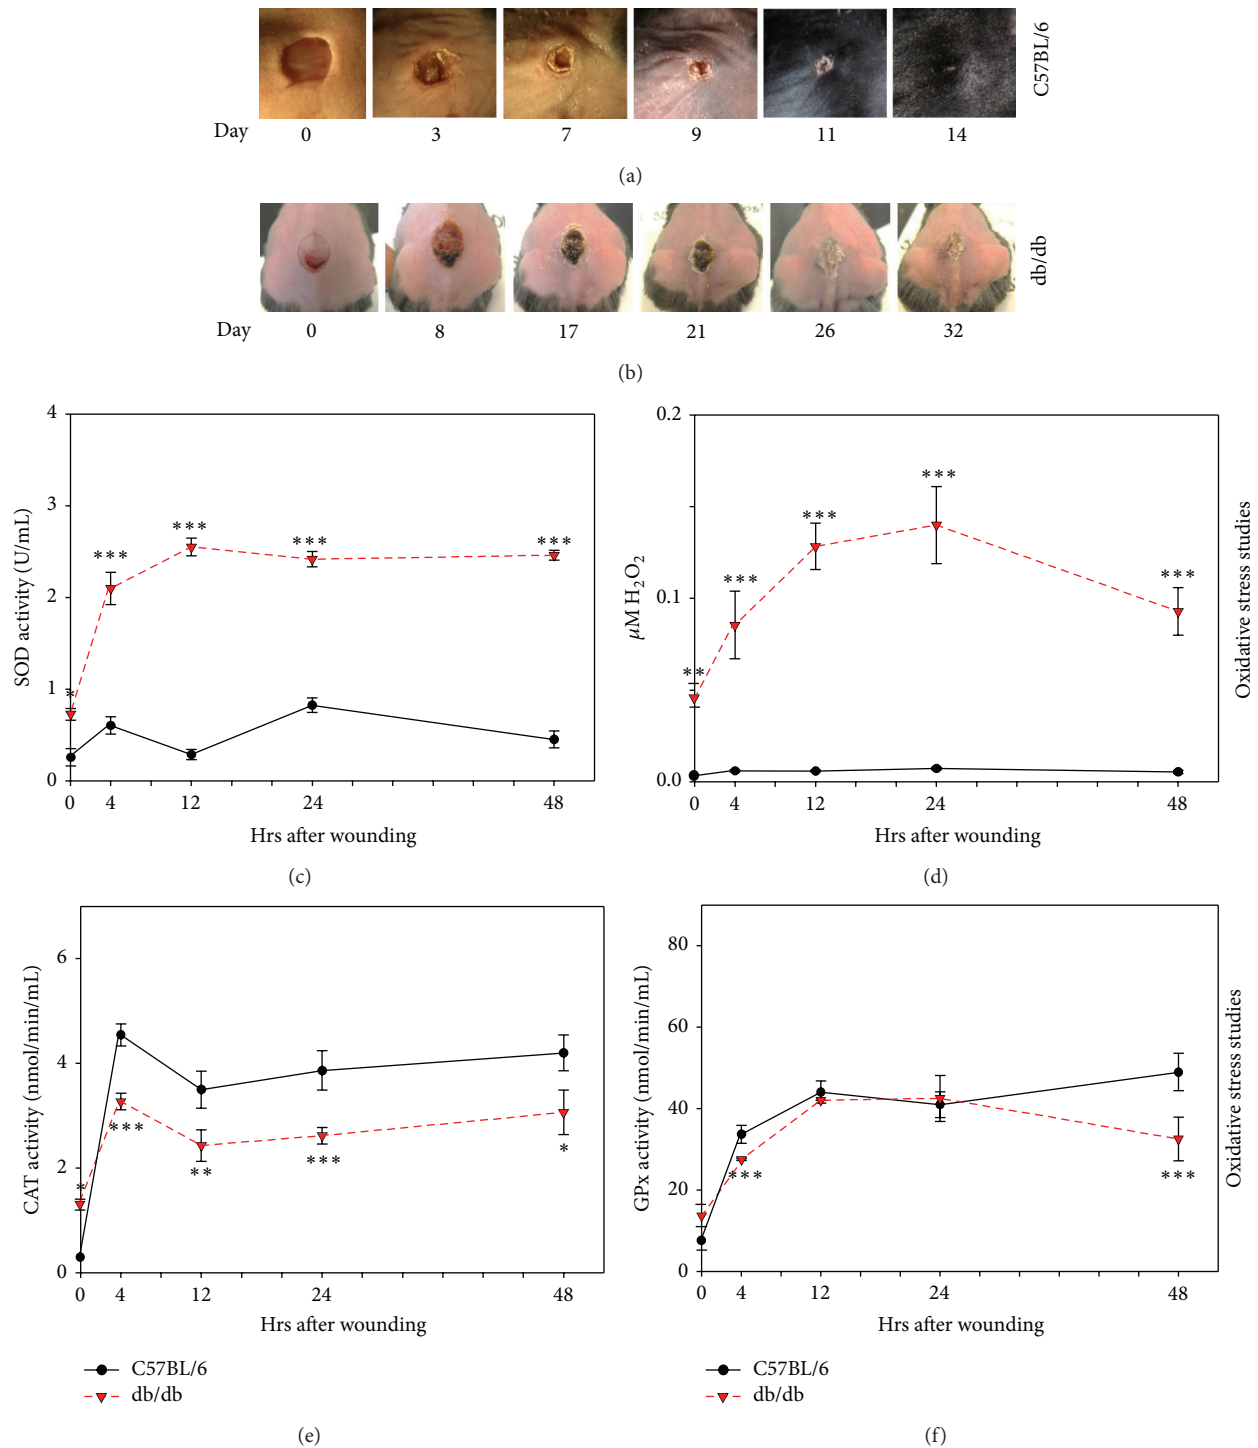 C57BL/6
Day 0 3 7 9 11 14
(a)
db/db
Day 0 8 17 21 26 32
(b)
4
3
2
1
0
SOD activity (U/mL)
* *** *** *** ***
0 4 12 24 48
Hrs after wounding
(c)
0.2
0.1
0.0
µM H₂O₂
** *** *** *** ***
0 4 12 24 48
Hrs after wounding
(d)
Oxidative stress studies
6
4
2
0
CAT activity (nmol/min/mL)
* *** ** *** *
0 4 12 24 48
Hrs after wounding
C57BL/6
db/db
(e)
80
60
40
20
0
GPx activity (nmol/min/mL)
*** ***
0 4 12 24 48
Hrs after wounding
C57BL/6
db/db
(f)
Oxidative stress studies